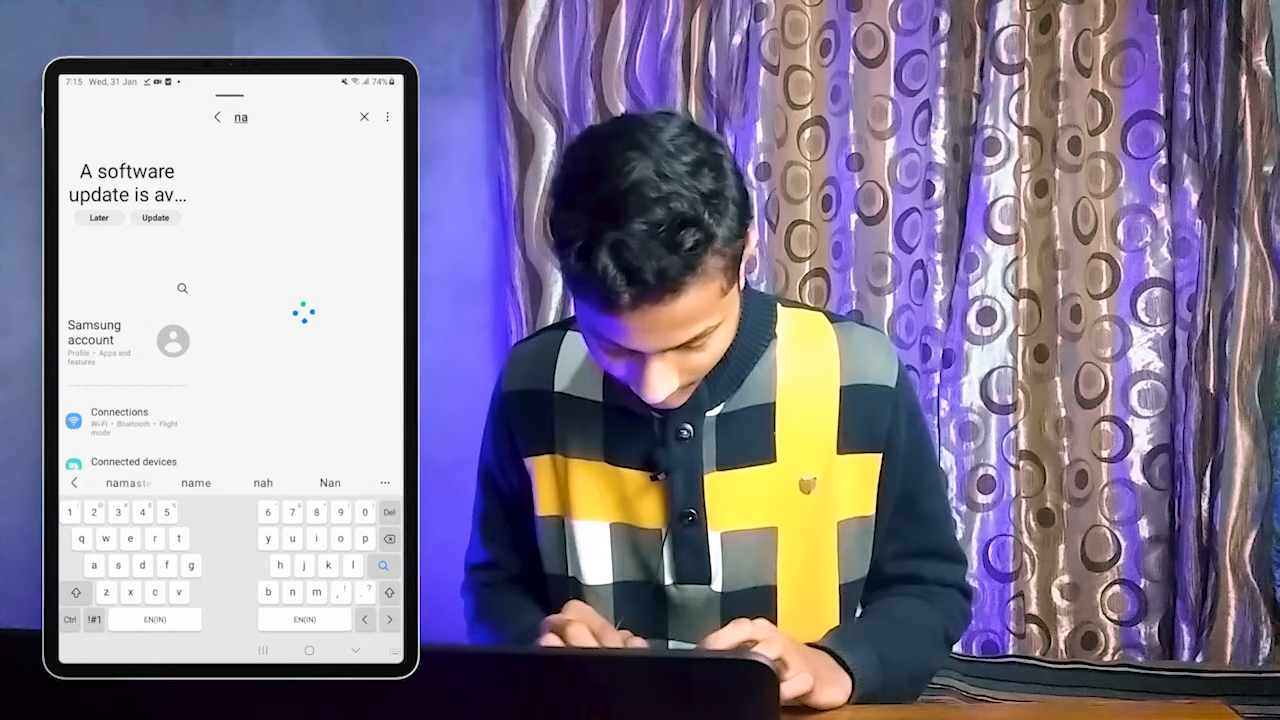 7:15 Wed, 31 Jan
74%
na
A software
update is av...
Later Update
Samsung
account
Profile • Apps and
features
Connections
Wi-Fi • Bluetooth • Flight
mode
Connected devices
namaste name nah Nan ...
1 2 3 4 5 6 7 8 9 0 Del
q w e r t y u i o p
a s d f g h j k l
z x c v b n m , ! . ?
Ctrl !#1 EN(IN) EN(IN) < >